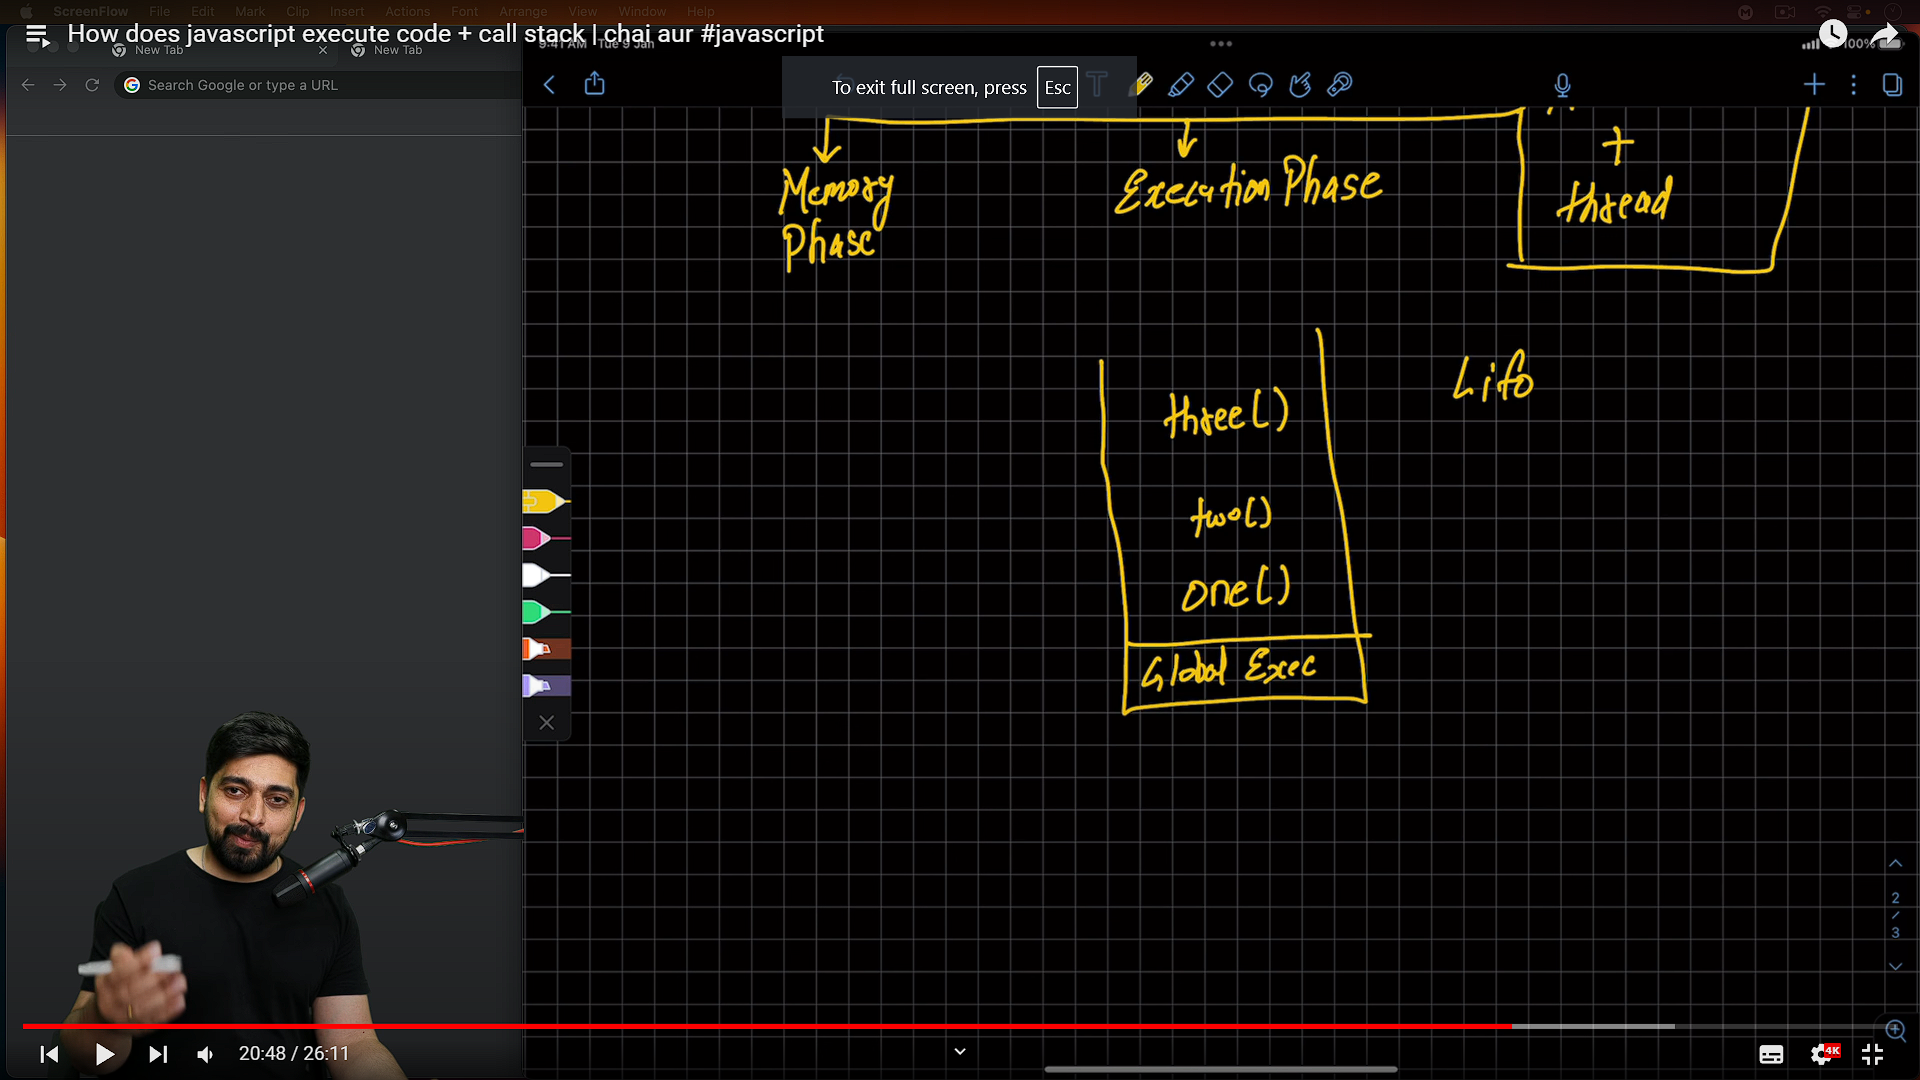 ScreenFlow File Edit Mark Clip Insert Actions Font Arrange View Window Help
How does javascript execute code + call stack | chai aur #javascript
9:41 AM Tue 9 Jan
100%
New Tab
New Tab
Search Google or type a URL
To exit full screen, press Esc
T
+
thread
Memory
Phase
Execution Phase
Lifo
three()
two()
one()
Global Exec
2
/
3
20:48 / 26:11
4K